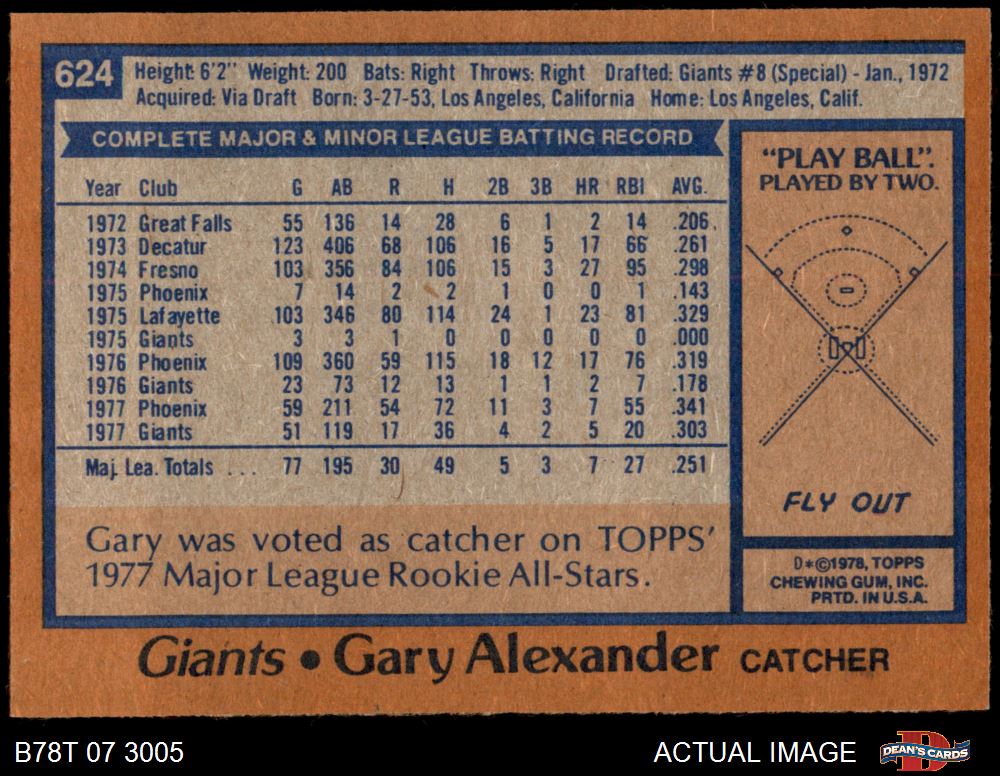 624
Height: 6'2" Weight: 200 Bats: Right Throws: Right Drafted: Giants #8 (Special) - Jan., 1972
Acquired: Via Draft Born: 3-27-53, Los Angeles, California Home: Los Angeles, Calif.
COMPLETE MAJOR & MINOR LEAGUE BATTING RECORD
Year Club G AB R H 2B 3B HR RBI AVG.
1972 Great Falls 55 136 14 28 6 1 2 14 .206
1973 Decatur 123 406 68 106 16 5 17 66 .261
1974 Fresno 103 356 84 106 15 3 27 95 .298
1975 Phoenix 7 14 2 2 1 0 0 1 .143
1975 Lafayette 103 346 80 114 24 1 23 81 .329
1975 Giants 3 3 1 0 0 0 0 0 .000
1976 Phoenix 109 360 59 115 18 12 17 76 .319
1976 Giants 23 73 12 13 1 1 2 7 .178
1977 Phoenix 59 211 54 72 11 3 7 55 .341
1977 Giants 51 119 17 36 4 2 5 20 .303
Maj. Lea. Totals ... 77 195 30 49 5 3 7 27 .251
Gary was voted as catcher on TOPPS'
1977 Major League Rookie All-Stars.
"PLAY BALL".
PLAYED BY TWO.
FLY OUT
D*©1978, TOPPS
CHEWING GUM, INC.
PRTD. IN U.S.A.
Giants • Gary Alexander CATCHER
B78T 07 3005
ACTUAL IMAGE
DEAN'S CARDS